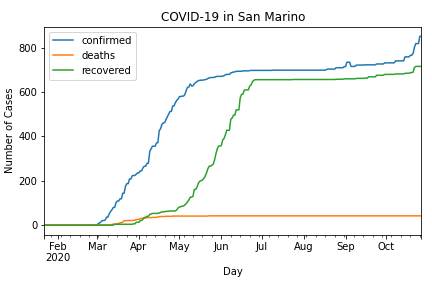 COVID-19 in San Marino
confirmed
deaths
recovered
Number of Cases
800
600
400
200
0
Feb Mar Apr May Jun Jul Aug Sep Oct
2020
Day